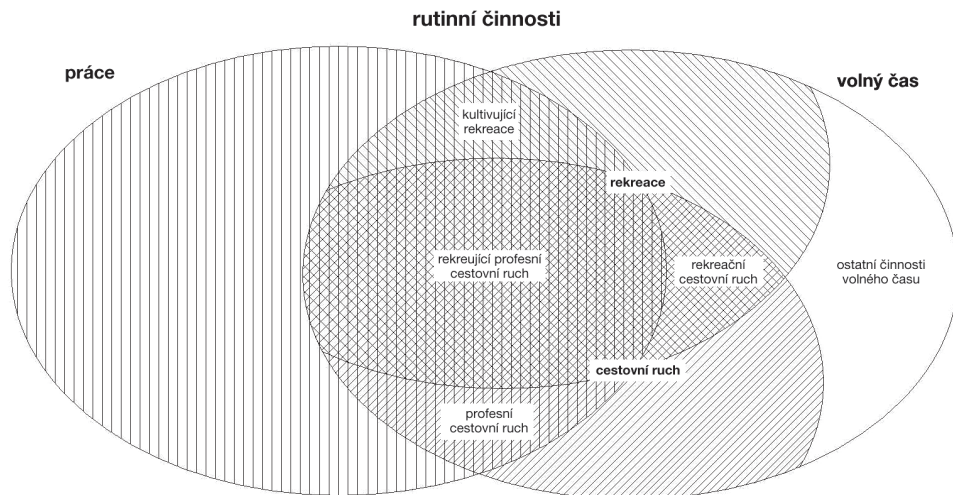 rutinní činnosti
práce
volný čas
kultivující
rekreace
rekreace
rekreující profesní
cestovní ruch
rekreační
cestovní ruch
ostatní činnosti
volného času
cestovní ruch
profesní
cestovní ruch